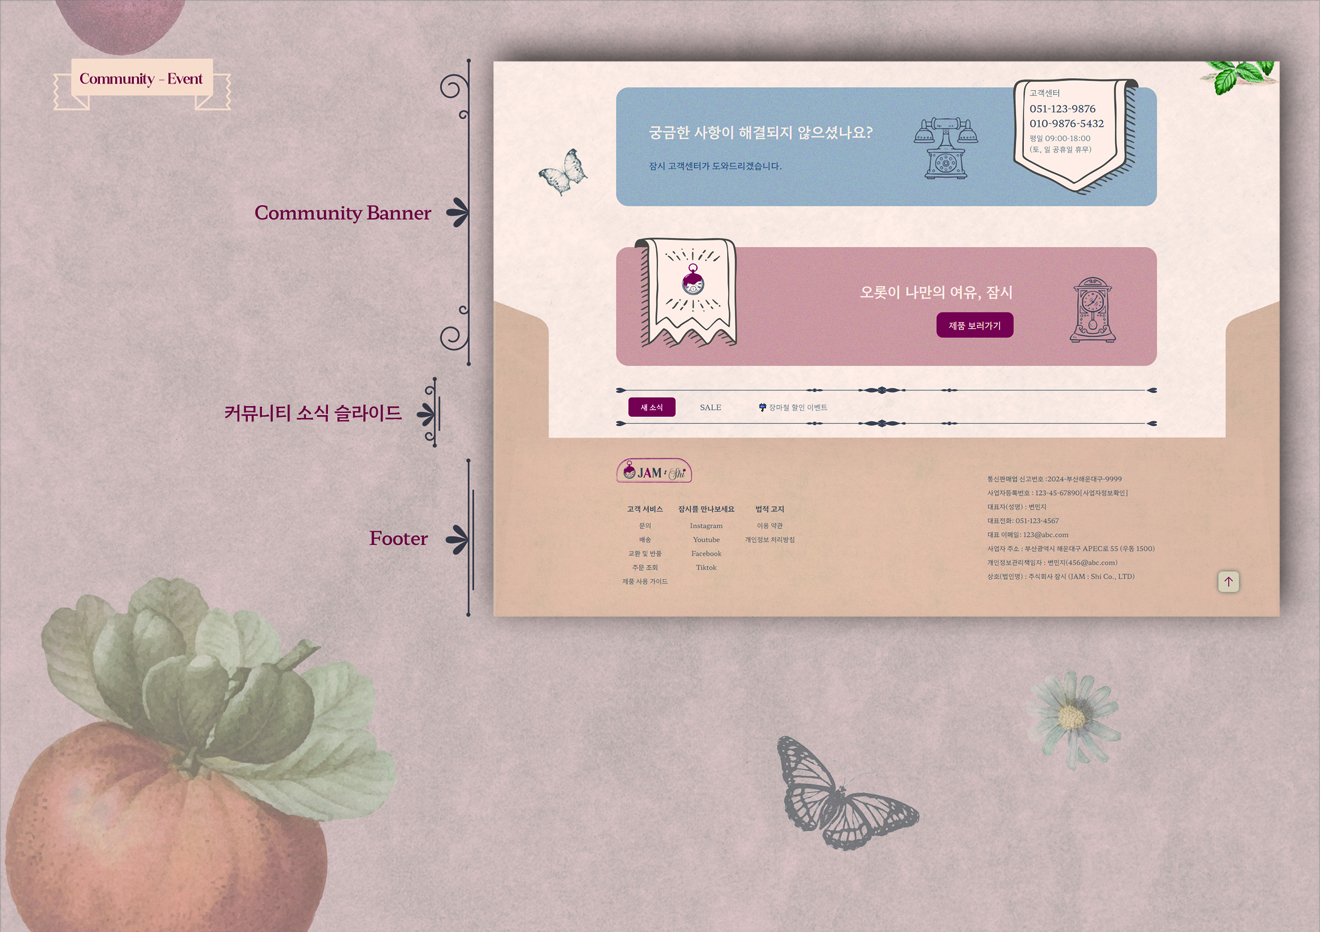 Community - Event
Community Banner
궁금한 사항이 해결되지 않으셨나요?
잠시 고객센터가 도와드리겠습니다.
고객센터
051-123-9876
010-9876-5432
평일 09:00-18:00
(토, 일 공휴일 휴무)
오롯이 나만의 여유, 잠시
제품 보러가기
커뮤니티 소식 슬라이드
새 소식
SALE
장마철 할인 이벤트
Footer
JAM : Shi
고객 서비스
문의
배송
교환 및 반품
주문 조회
제품 사용 가이드
잠시를 만나보세요
Instagram
Youtube
Facebook
Tiktok
법적 고지
이용 약관
개인정보 처리방침
통신판매업 신고번호 :2024-부산해운대구-9999
사업자등록번호 : 123-45-67890[사업자정보확인]
대표자(성명) : 변민지
대표전화: 051-123-4567
대표 이메일: 123@abc.com
사업자 주소 : 부산광역시 해운대구 APEC로 55 (우동 1500)
개인정보관리책임자 : 변민지(456@abc.com)
상호(법인명) : 주식회사 잠시 (JAM : Shi Co., LTD)